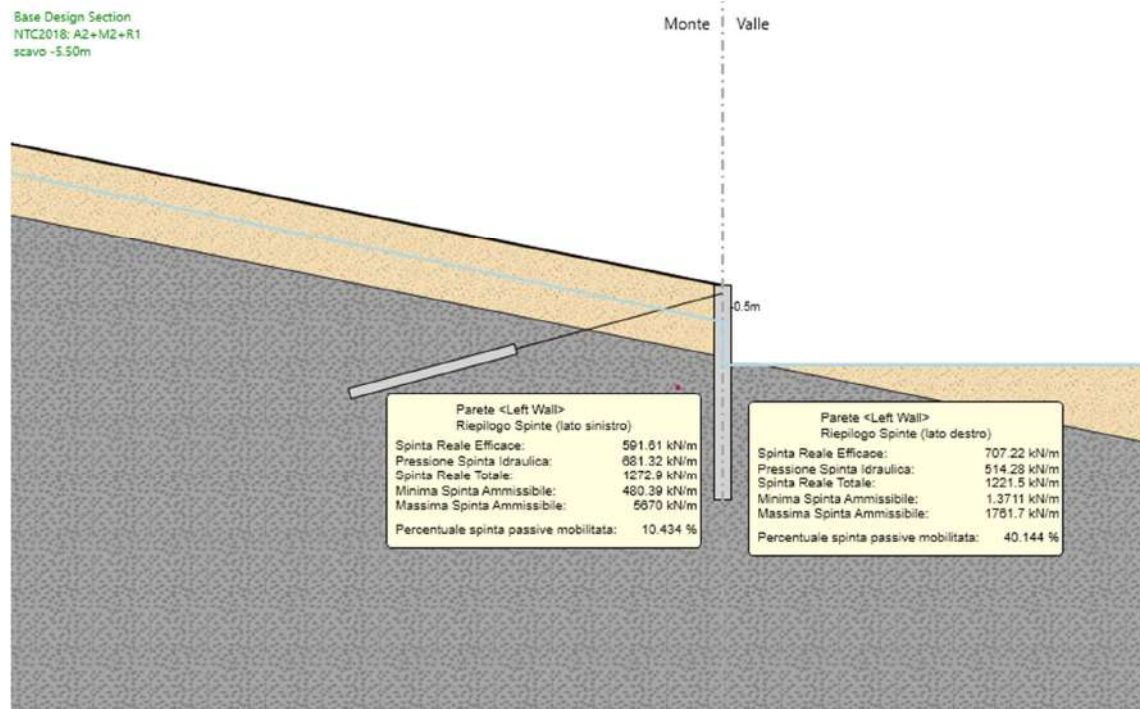 Base Design Section
NTC2018: A2+M2+R1
scavo -5.50m
Monte Valle
-0.5m
Parete <Left Wall>
Riepilogo Spinte (lato sinistro)
Spinta Reale Efficace: 591.61 kN/m
Pressione Spinta Idraulica: 681.32 kN/m
Spinta Reale Totale: 1272.9 kN/m
Minima Spinta Ammissibile: 480.39 kN/m
Massima Spinta Ammissibile: 5670 kN/m
Percentuale spinta passive mobilitata: 10.434 %
Parete <Left Wall>
Riepilogo Spinte (lato destro)
Spinta Reale Efficace: 707.22 kN/m
Pressione Spinta Idraulica: 514.28 kN/m
Spinta Reale Totale: 1221.5 kN/m
Minima Spinta Ammissibile: 1.3711 kN/m
Massima Spinta Ammissibile: 1761.7 kN/m
Percentuale spinta passive mobilitata: 40.144 %